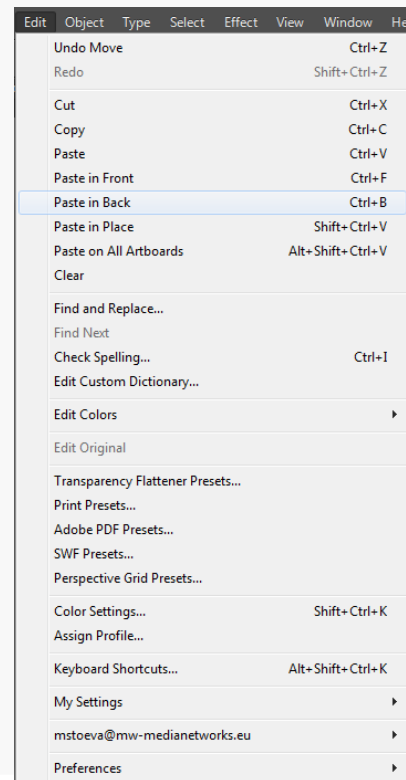 Edit Object Type Select Effect View Window He
Undo Move Ctrl+Z
Redo Shift+Ctrl+Z
Cut Ctrl+X
Copy Ctrl+C
Paste Ctrl+V
Paste in Front Ctrl+F
Paste in Back Ctrl+B
Paste in Place Shift+Ctrl+V
Paste on All Artboards Alt+Shift+Ctrl+V
Clear
Find and Replace...
Find Next
Check Spelling... Ctrl+I
Edit Custom Dictionary...
Edit Colors
Edit Original
Transparency Flattener Presets...
Print Presets...
Adobe PDF Presets...
SWF Presets...
Perspective Grid Presets...
Color Settings... Shift+Ctrl+K
Assign Profile...
Keyboard Shortcuts... Alt+Shift+Ctrl+K
My Settings
mstoeva@mw-medianetworks.eu
Preferences